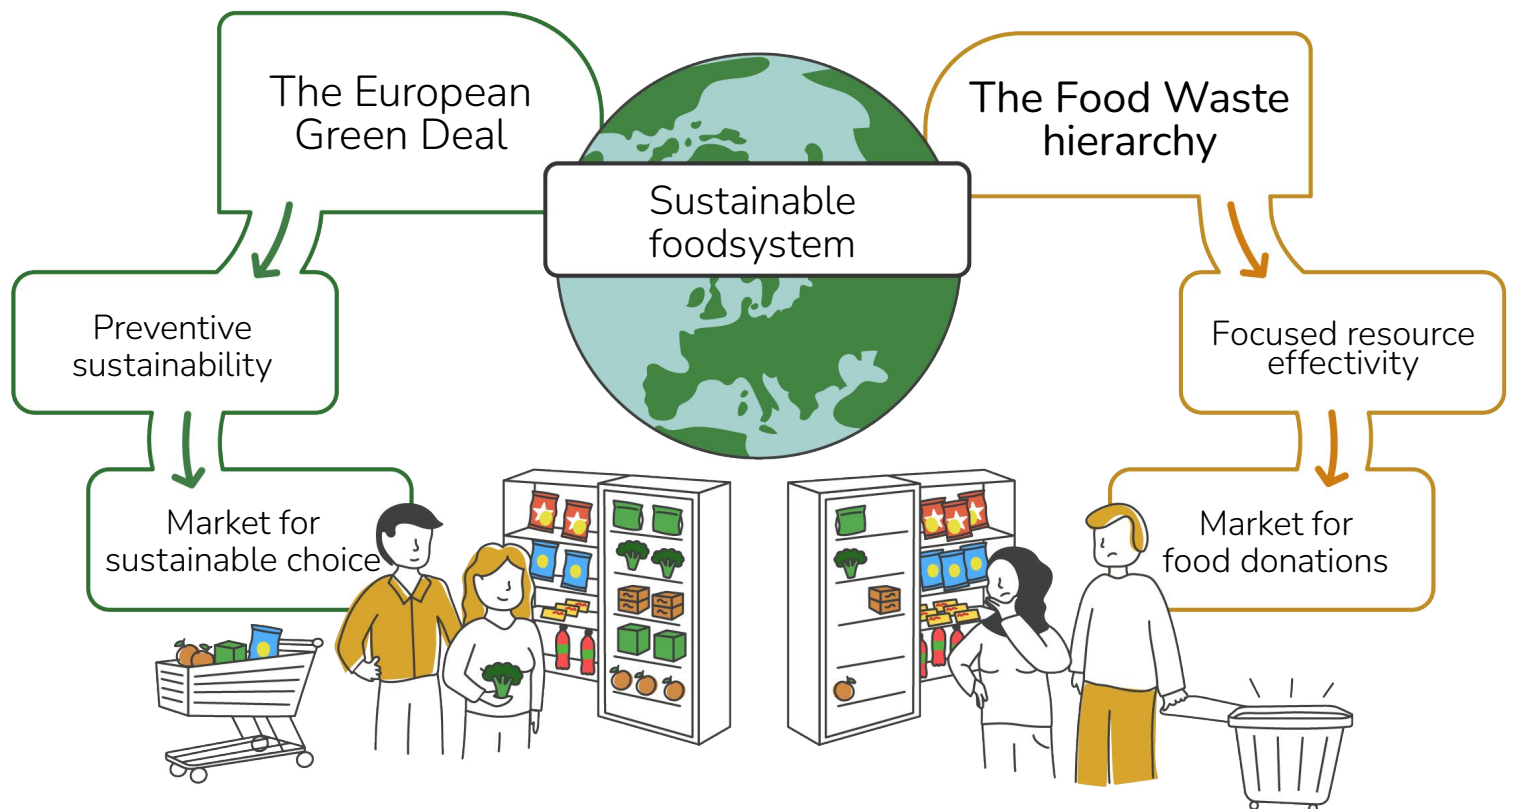 The European
Green Deal
Sustainable
foodsystem
The Food Waste
hierarchy
Preventive
sustainability
Focused resource
effectivity
Market for
sustainable choice
Market for
food donations